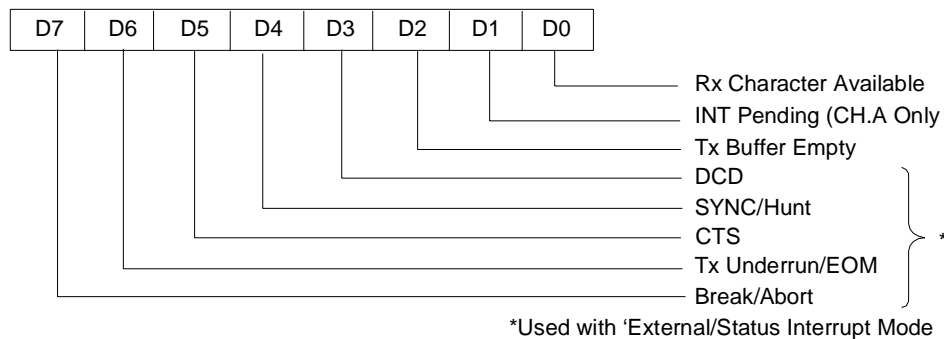 D7 D6 D5 D4 D3 D2 D1 D0
Rx Character Available
INT Pending (CH.A Only
Tx Buffer Empty
DCD
SYNC/Hunt
CTS
*
Tx Underrun/EOM
Break/Abort
*Used with ‘External/Status Interrupt Mode